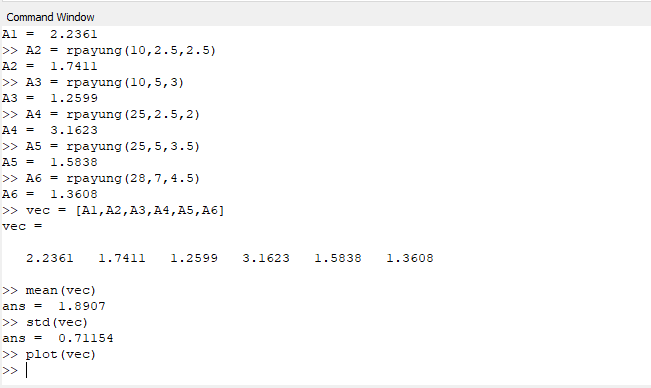 Command Window
A1 =  2.2361
>> A2 = rpayung(10,2.5,2.5)
A2 =  1.7411
>> A3 = rpayung(10,5,3)
A3 =  1.2599
>> A4 = rpayung(25,2.5,2)
A4 =  3.1623
>> A5 = rpayung(25,5,3.5)
A5 =  1.5838
>> A6 = rpayung(28,7,4.5)
A6 =  1.3608
>> vec = [A1,A2,A3,A4,A5,A6]
vec =
2.2361   1.7411   1.2599   3.1623   1.5838   1.3608
>> mean(vec)
ans =  1.8907
>> std(vec)
ans =  0.71154
>> plot(vec)
>>